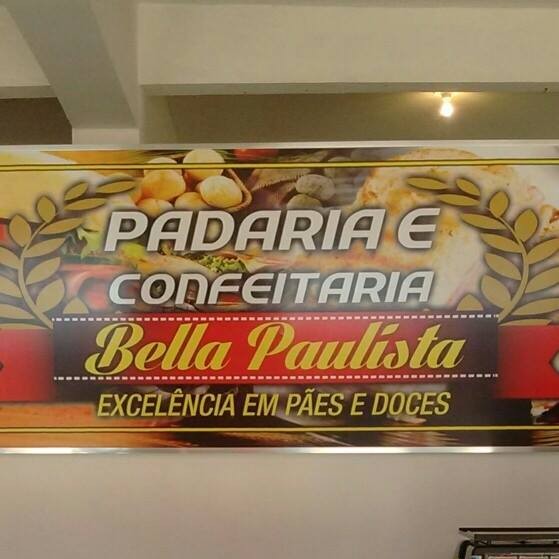 PADARIA E
CONFEITARIA
Bella Paulista
EXCELÊNCIA EM PÃES E DOCES